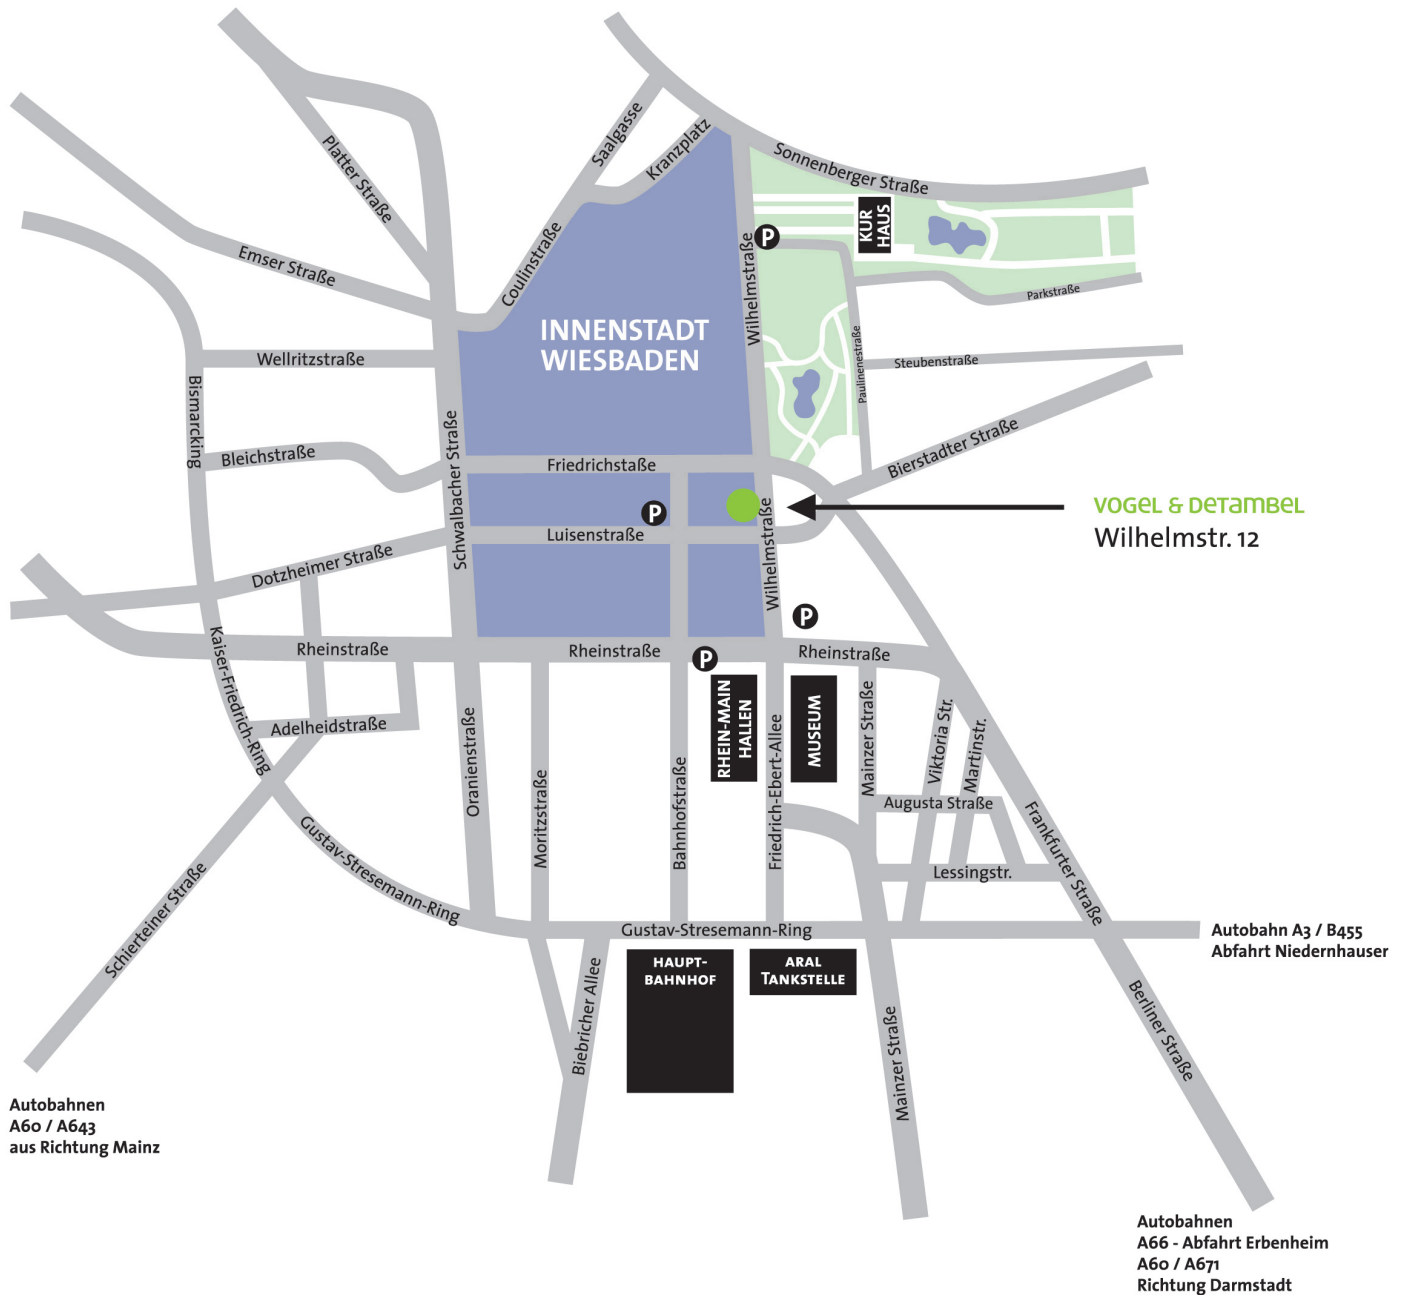 Sonnenberger Straße
Saalgasse
Kranzplatz
Platter Straße
KUR
HAUS
P
Emser Straße
Coulinstraße
Wilhelmstraße
Parkstraße
INNENSTADT
WIESBADEN
Wellritzstraße
Paulinenestraße
Steubenstraße
Bismarcking
Schwalbacher Straße
Bleichstraße
Friedrichstaße
Bierstadter Straße
P
Wilhelmstraße
VOGEL & DETAMBEL
Wilhelmstr. 12
Luisenstraße
Dotzheimer Straße
P
Kaiser-Friedrich-Ring
Rheinstraße
Rheinstraße
P
Rheinstraße
RHEIN-MAIN
HALLEN
MUSEUM
Mainzer Straße
Viktoria Str.
Martinstr.
Adelheidstraße
Oranienstraße
Moritzstraße
Bahnhofstraße
Friedrich-Ebert-Allee
Augusta Straße
Frankfurter Straße
Gustav-Stresemann-Ring
Lessingstr.
Schierteiner Straße
Gustav-Stresemann-Ring
Autobahn A3 / B455
Abfahrt Niedernhauser
HAUPT-
BAHNHOF
ARAL
TANKSTELLE
Biebricher Allee
Mainzer Straße
Berliner Straße
Autobahnen
A60 / A643
aus Richtung Mainz
Autobahnen
A66 - Abfahrt Erbenheim
A60 / A671
Richtung Darmstadt